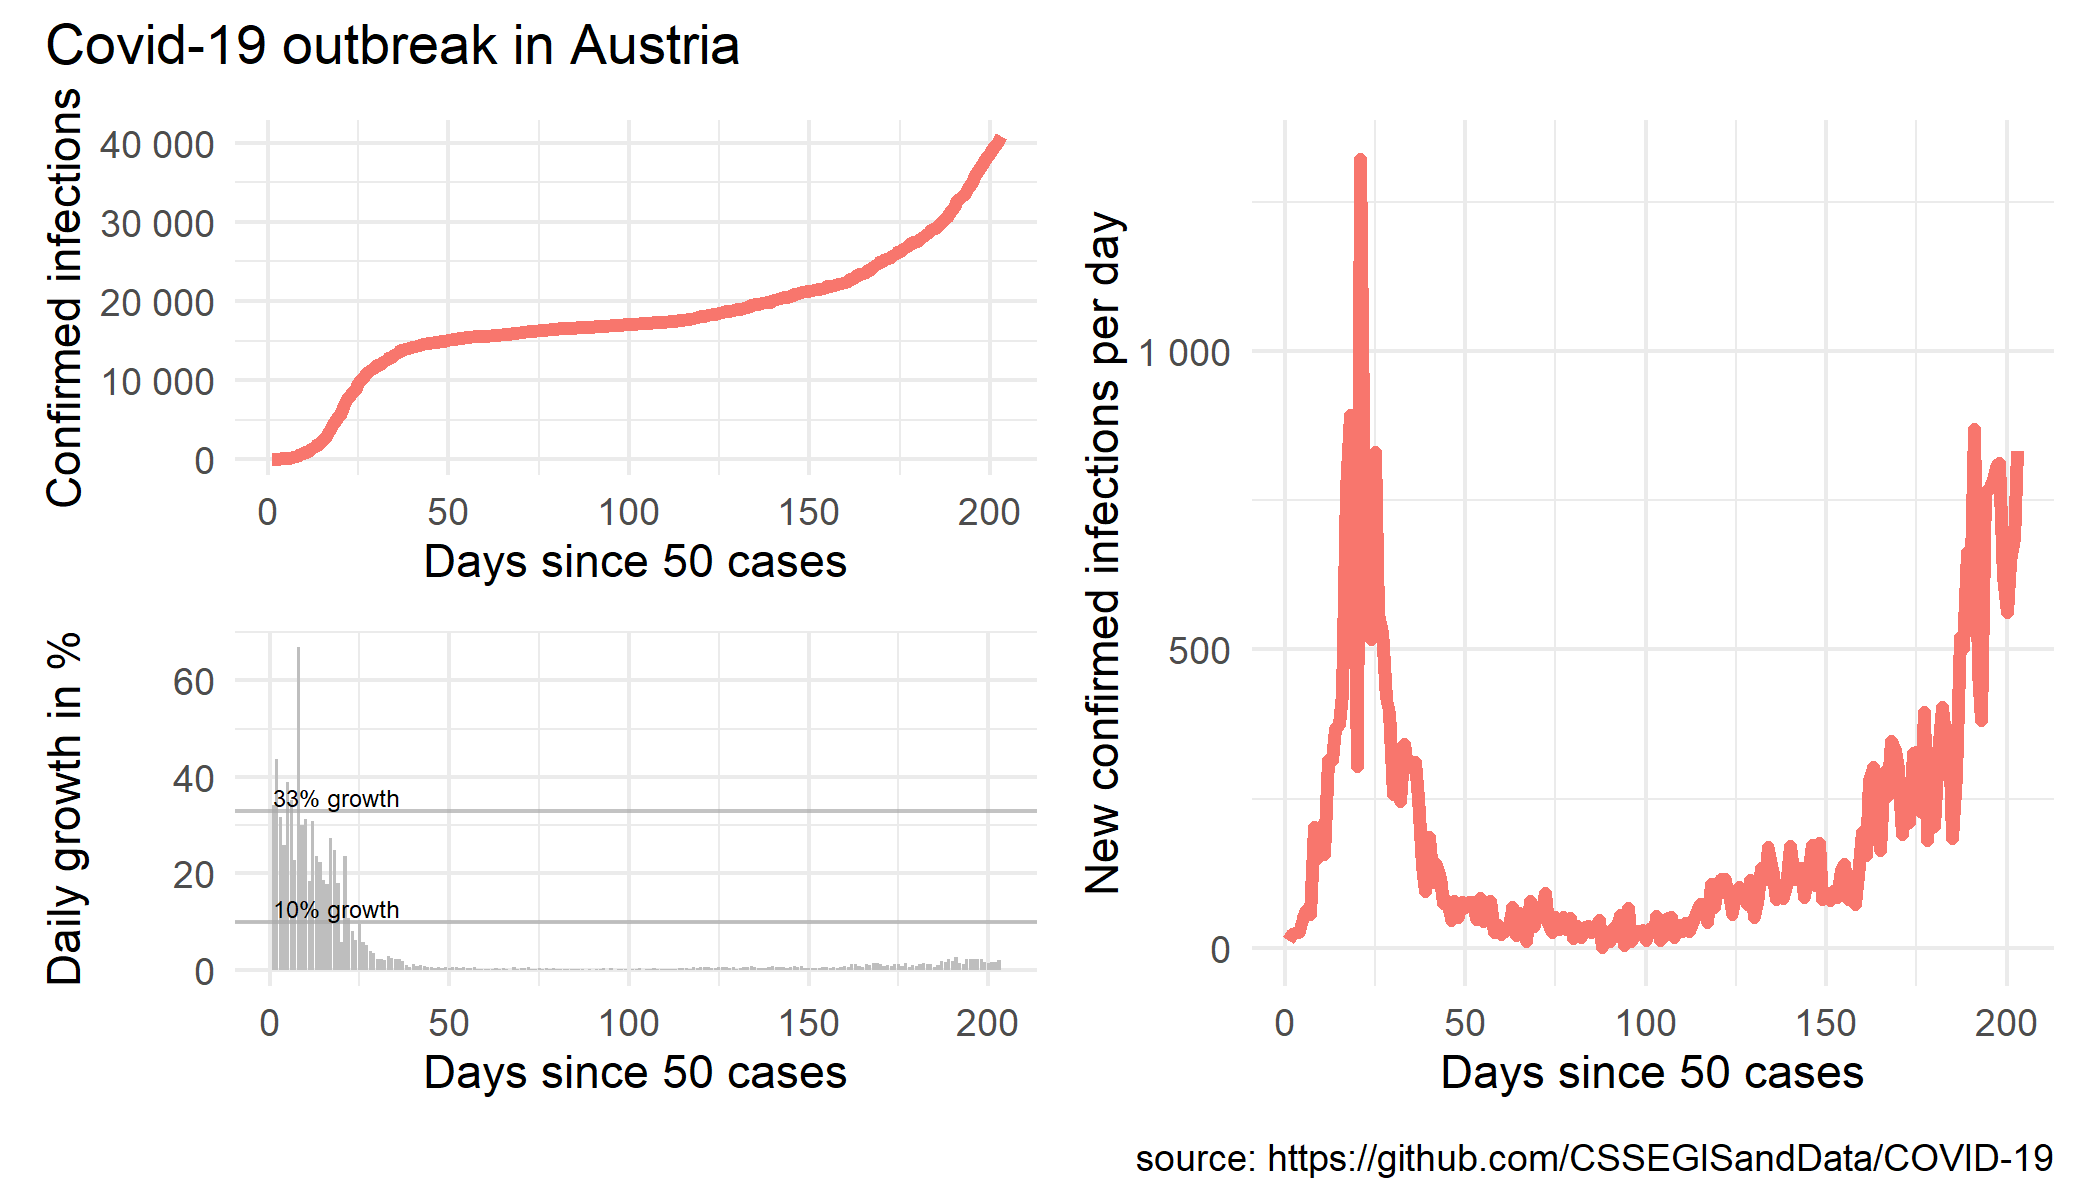 Covid-19 outbreak in Austria
Confirmed infections
40 000
30 000
20 000
10 000
0
0 50 100 150 200
Days since 50 cases
Daily growth in %
60
40
20
0
33% growth
10% growth
0 50 100 150 200
Days since 50 cases
New confirmed infections per day
1 000
500
0
0 50 100 150 200
Days since 50 cases
source: https://github.com/CSSEGISandData/COVID-19